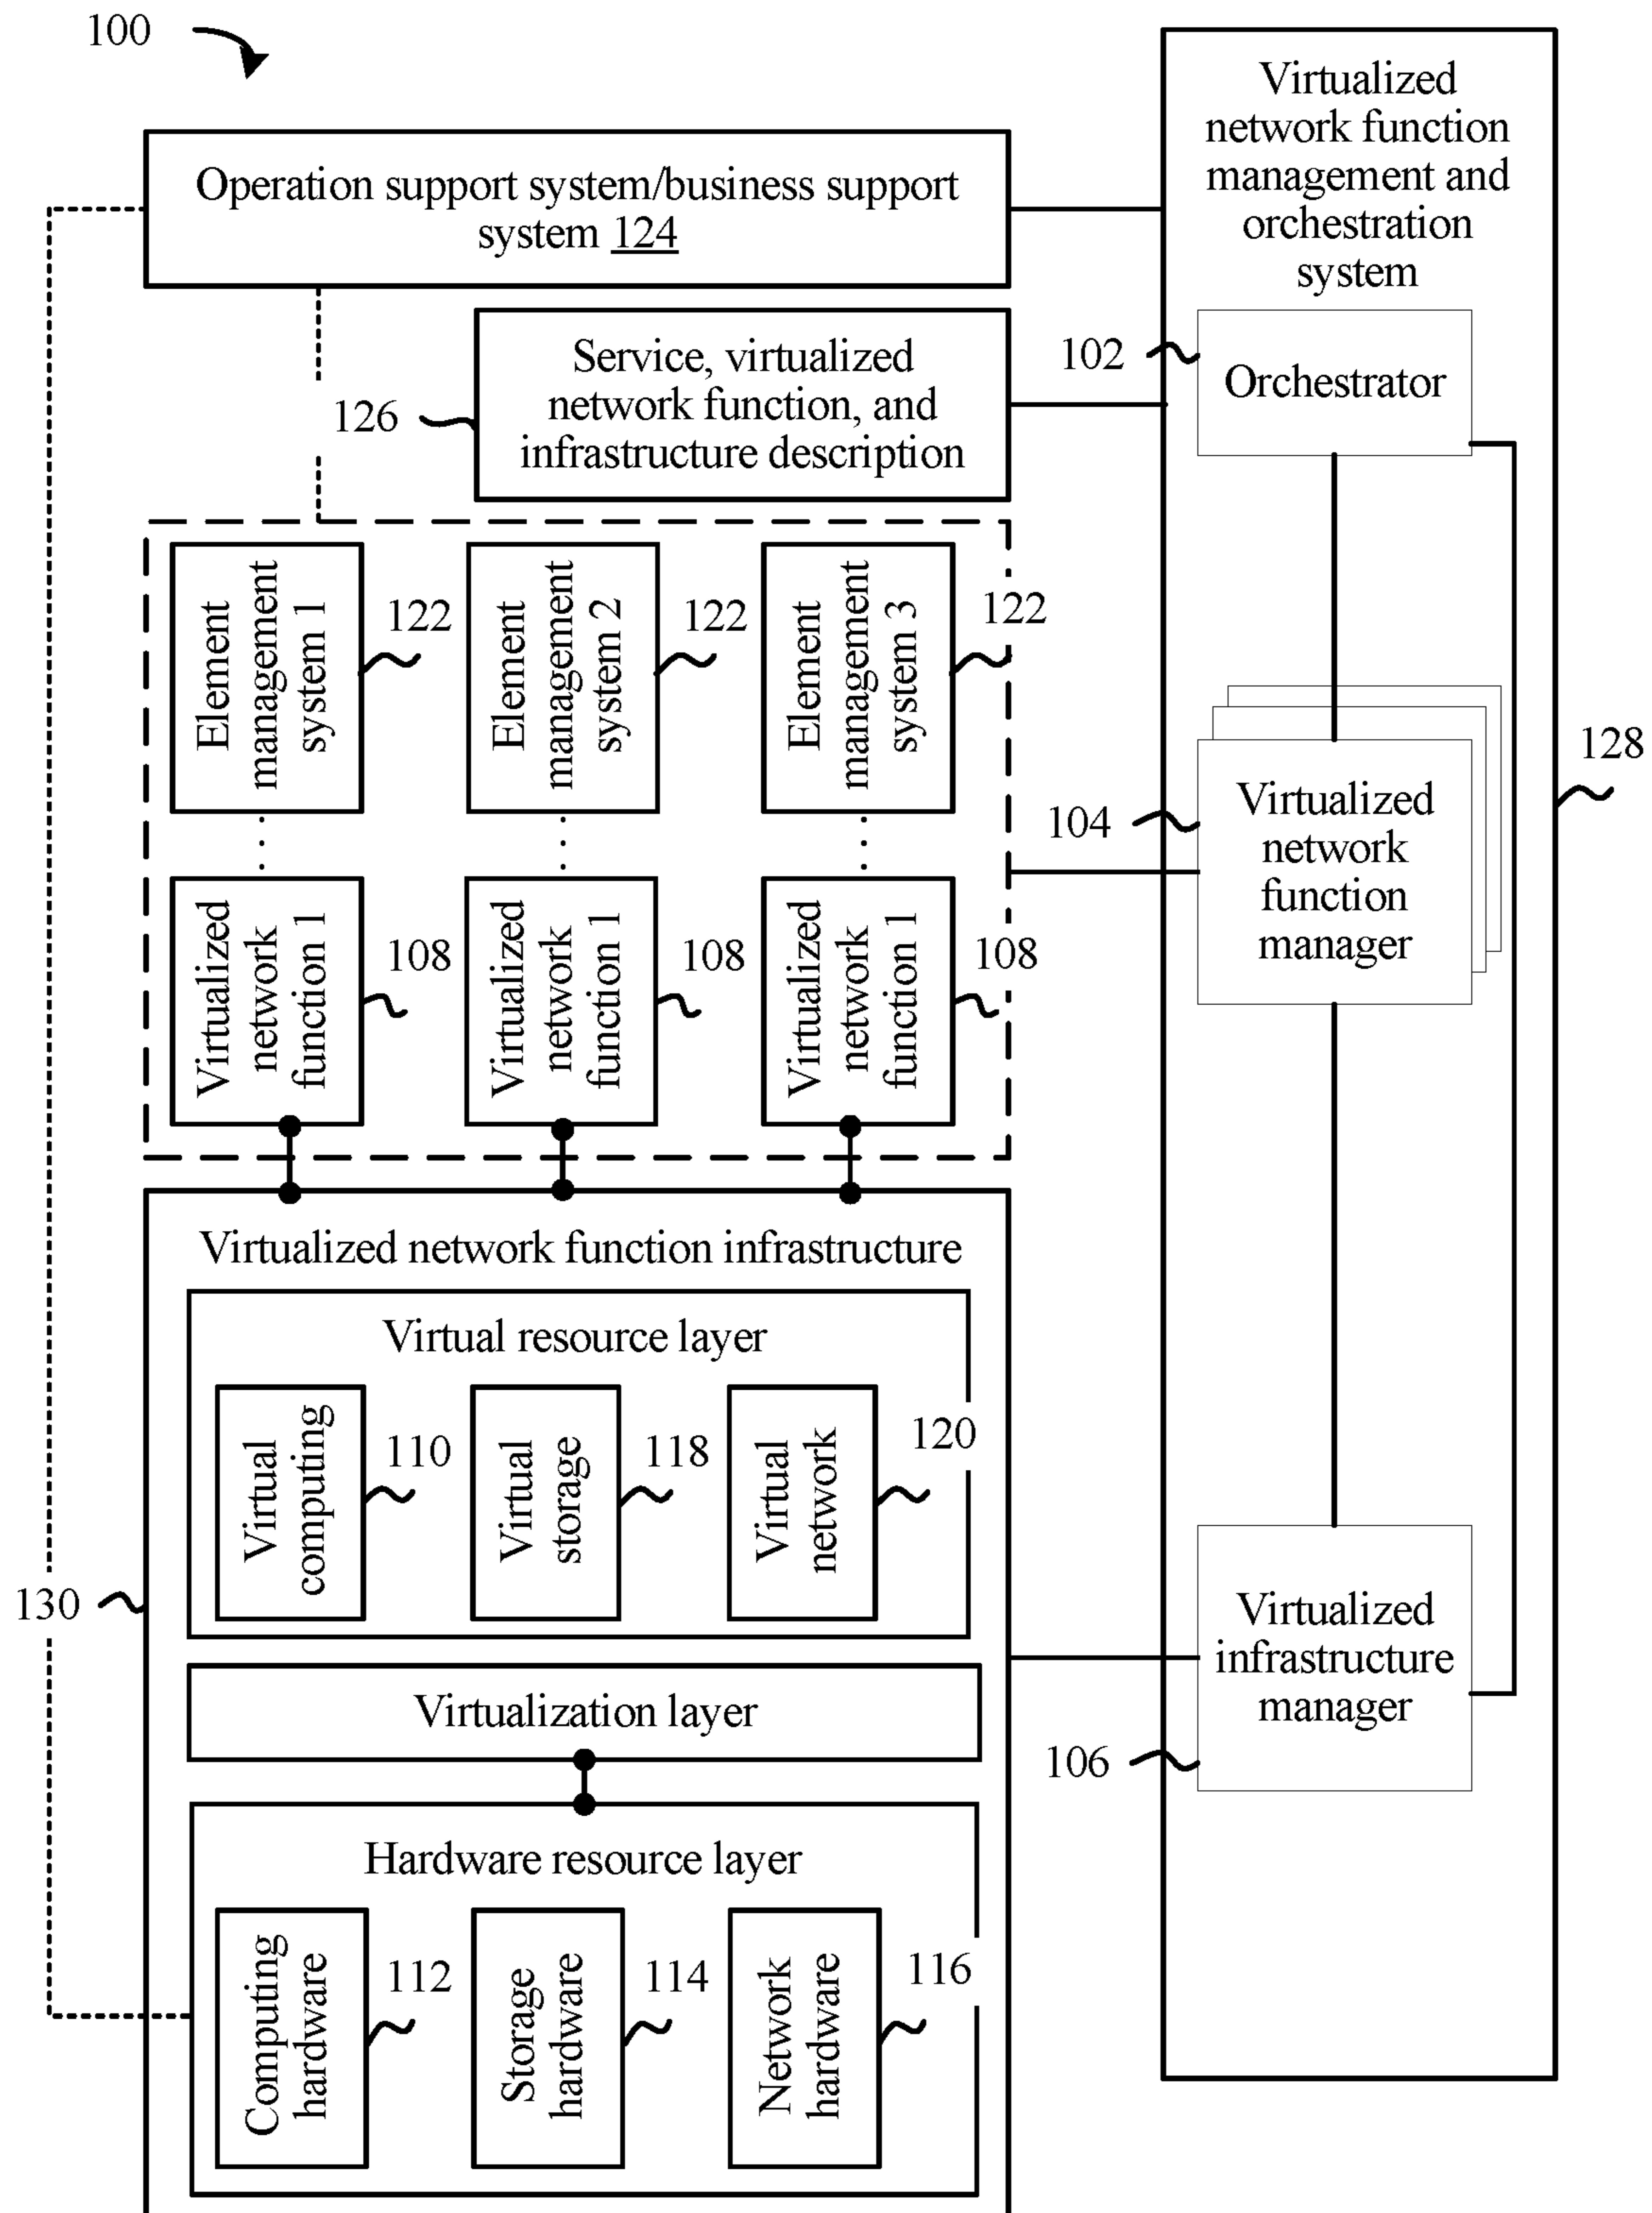 100
Virtualized
network function
management and
orchestration
system
Operation support system/business support
system 124
102
Orchestrator
Service, virtualized
network function, and
infrastructure description
126
Element
management
system 1
122
Element
management
system 2
122
Element
management
system 3
122
128
104
Virtualized
network
function
manager
Virtualized
network
function 1
108
Virtualized
network
function 1
108
Virtualized
network
function 1
108
Virtualized network function infrastructure
Virtual resource layer
Virtual
computing
110
Virtual
storage
118
Virtual
network
120
130
Virtualized
infrastructure
manager
106
Virtualization layer
Hardware resource layer
Computing
hardware
112
Storage
hardware
114
Network
hardware
116